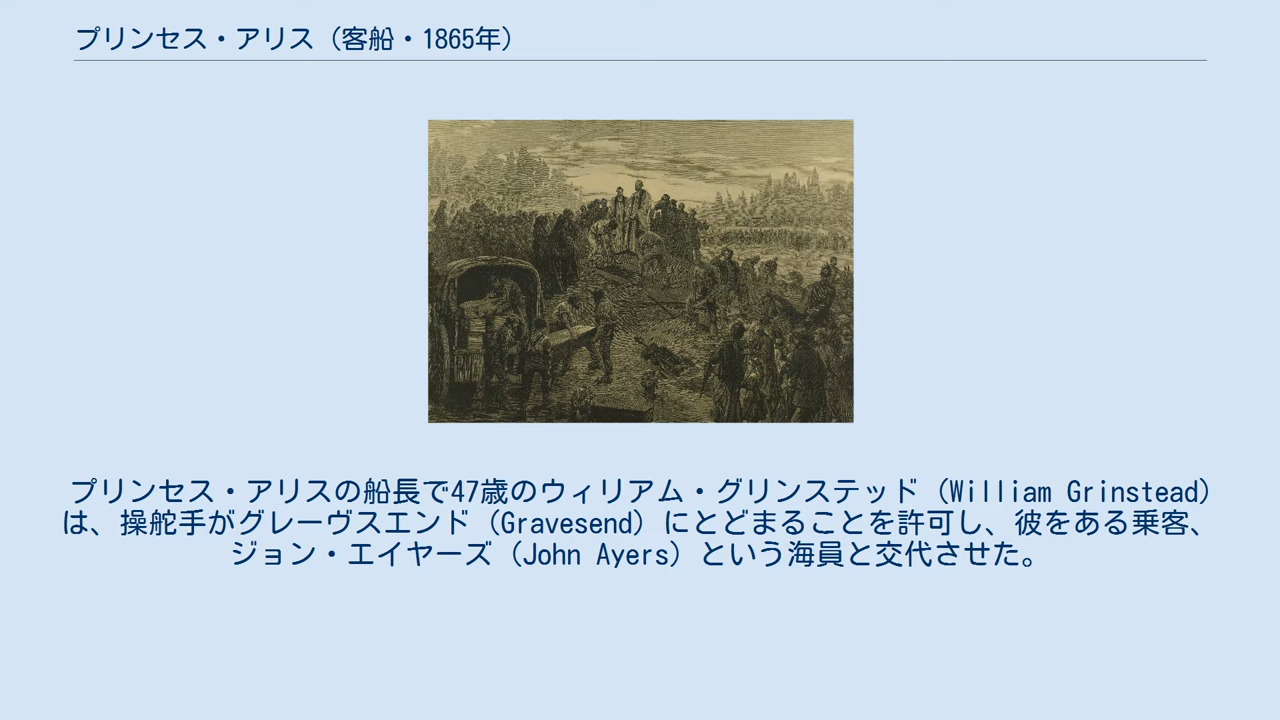 プリンセス・アリス（客船・1865年）
プリンセス・アリスの船長で47歳のウィリアム・グリンステッド（William Grinstead）
は、操舵手がグレーヴスエンド（Gravesend）にとどまることを許可し、彼をある乗客、
ジョン・エイヤーズ（John Ayers）という海員と交代させた。